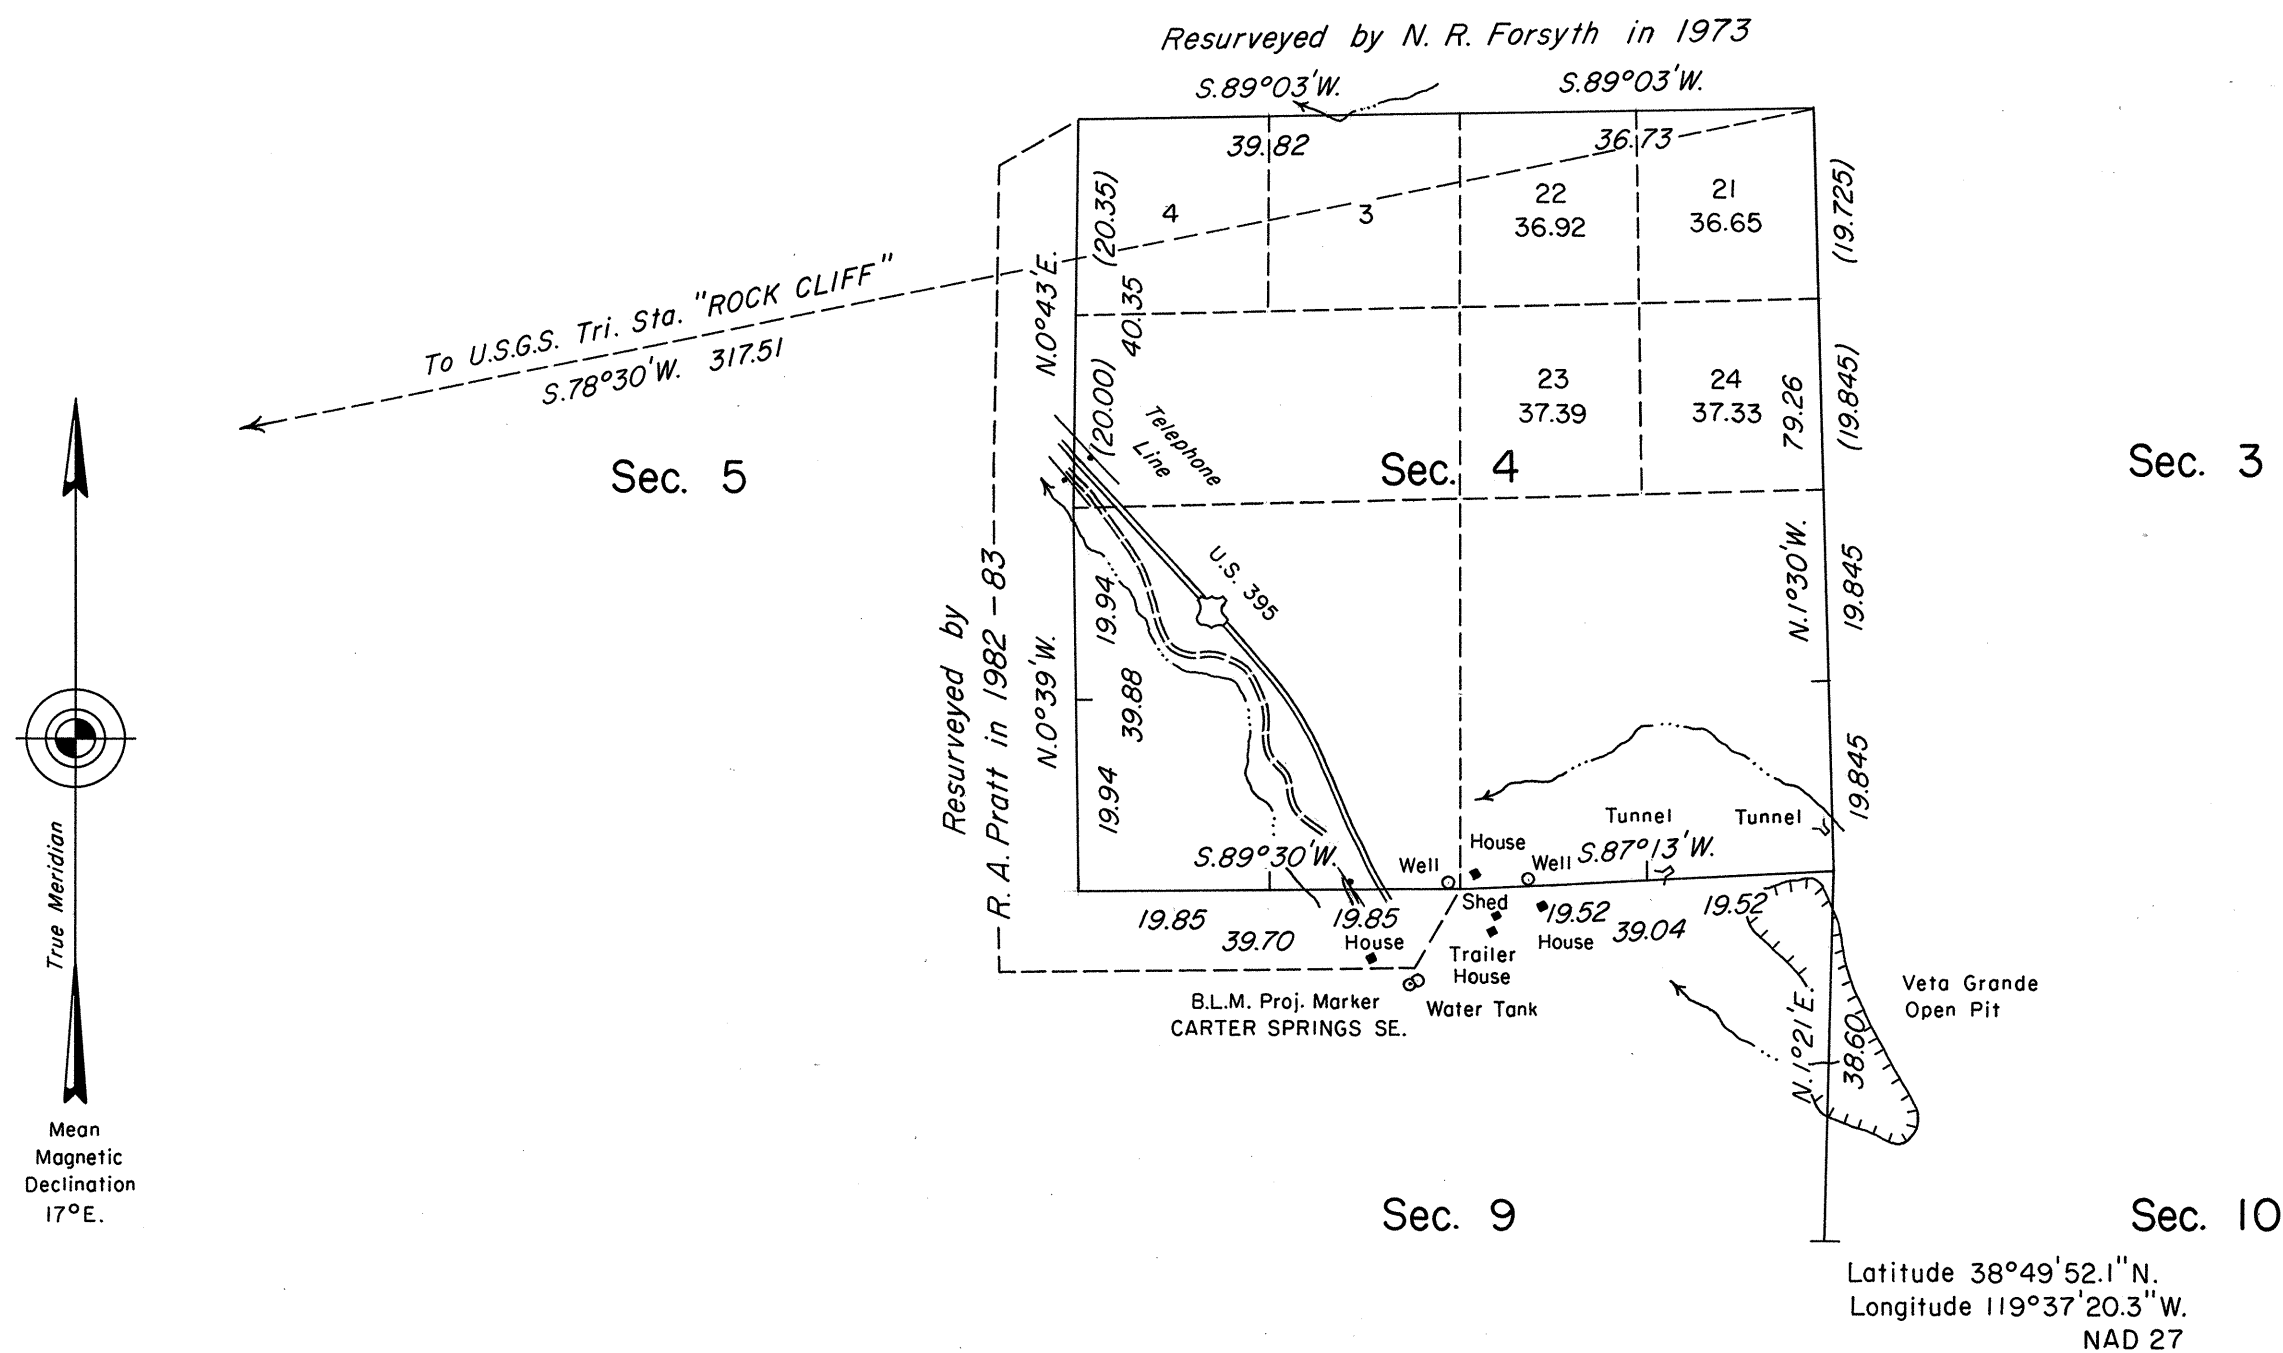 Resurveyed by N. R. Forsyth in 1973
S.89°03'W.
S.89°03'W.
39.82
36.73
(20.35)
4
3
22
36.92
21
36.65
(19.725)
N.0°43'E.
40.35
To U.S.G.S. Tri. Sta. "ROCK CLIFF"
S.78°30'W. 317.51
(20.00)
Telephone
Line
23
37.39
24
37.33
79.26
(19.845)
Sec. 5
Sec. 4
Sec. 3
U.S. 395
N.1°30'W.
19.845
19.94
39.88
N.0°39'W.
Resurveyed by
R. A. Pratt in 1982-83
19.94
19.845
True Meridian
Tunnel
Tunnel
House
S.89°30'W.
Well
Well
S.87°13'W.
Shed
19.85
19.85
19.52
19.52
39.70
House
House
39.04
Trailer
House
B.L.M. Proj. Marker
CARTER SPRINGS SE.
Water Tank
Veta Grande
Open Pit
N.1°21'E.
38.60
Mean
Magnetic
Declination
17°E.
Sec. 9
Sec. 10
Latitude 38°49'52.1"N.
Longitude 119°37'20.3"W.
NAD 27